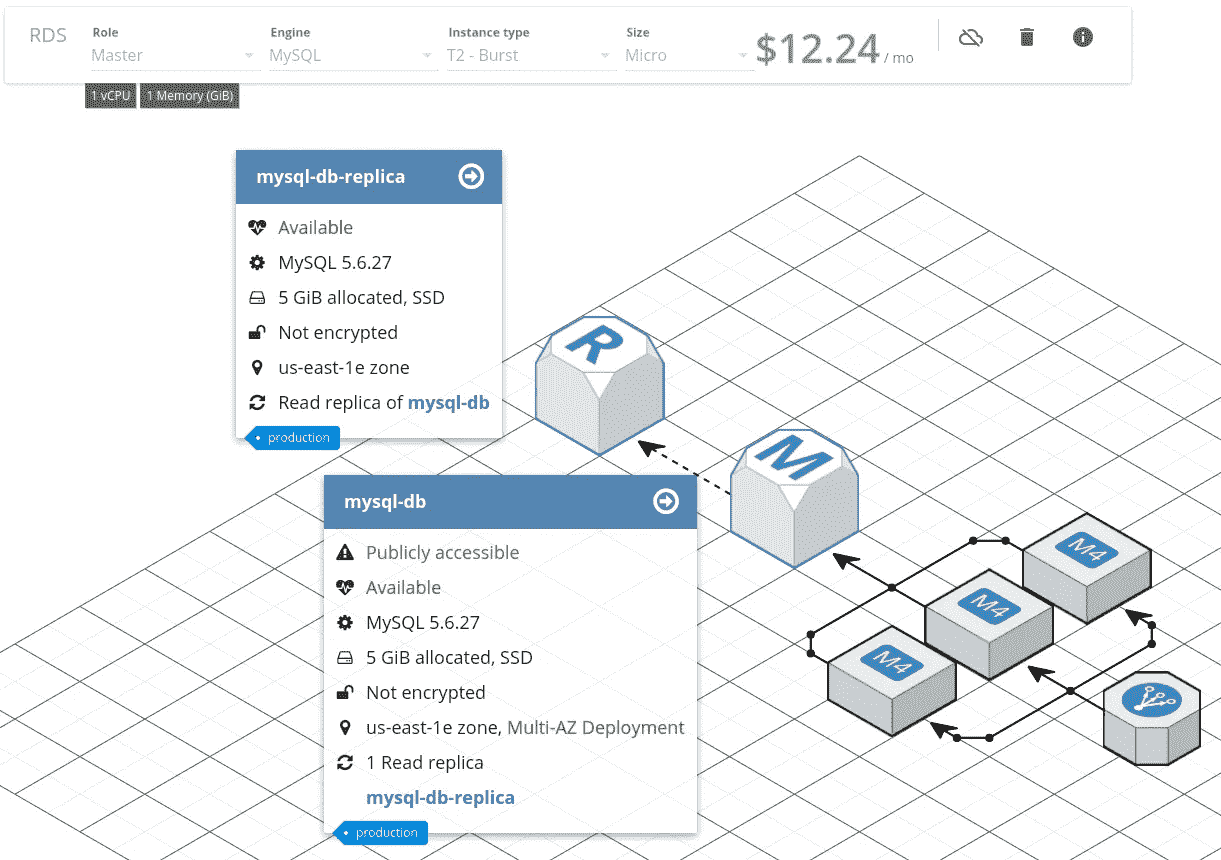 RDS
Role
Master
Engine
MySQL
Instance type
T2 - Burst
Size
Micro
$12.24 / mo
1 vCPU
1 Memory (GiB)
mysql-db-replica
Available
MySQL 5.6.27
5 GiB allocated, SSD
Not encrypted
us-east-1e zone
Read replica of mysql-db
production
R
M
mysql-db
Publicly accessible
Available
MySQL 5.6.27
5 GiB allocated, SSD
Not encrypted
us-east-1e zone, Multi-AZ Deployment
1 Read replica
mysql-db-replica
production
M4
M4
M4